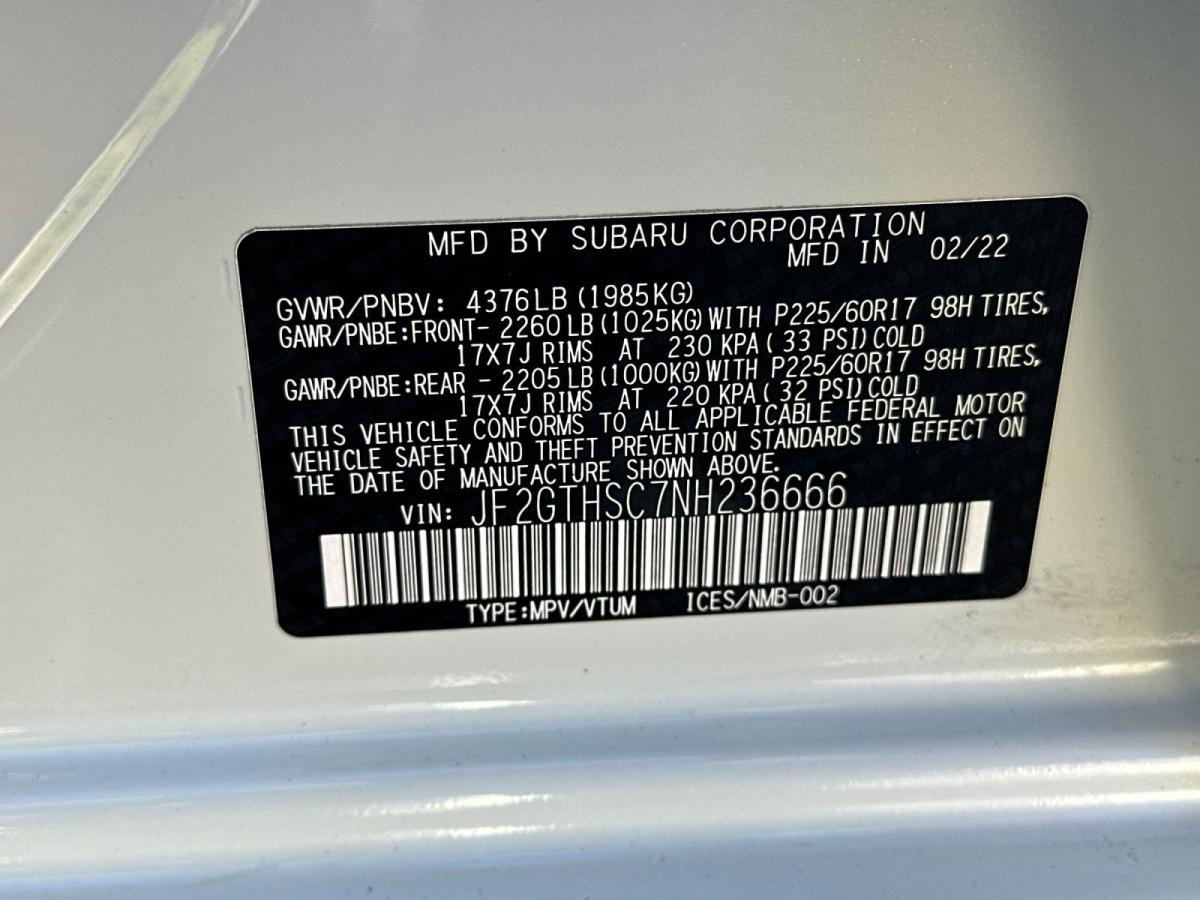 MFD BY SUBARU CORPORATION
MFD IN 02/22
GVWR/PNBV: 4376LB (1985KG)
GAWR/PNBE:FRONT- 2260 LB (1025KG) WITH P225/60R17 98H TIRES,
17X7J RIMS AT 230 KPA ( 33 PSI) COLD
GAWR/PNBE:REAR - 2205 LB (1000KG) WITH P225/60R17 98H TIRES,
17X7J RIMS AT 220 KPA ( 32 PSI) COLD
THIS VEHICLE CONFORMS TO ALL APPLICABLE FEDERAL MOTOR
VEHICLE SAFETY AND THEFT PREVENTION STANDARDS IN EFFECT ON
THE DATE OF MANUFACTURE SHOWN ABOVE.
VIN: JF2GTHSC7NH236666
TYPE:MPV/VTUM ICES/NMB-002